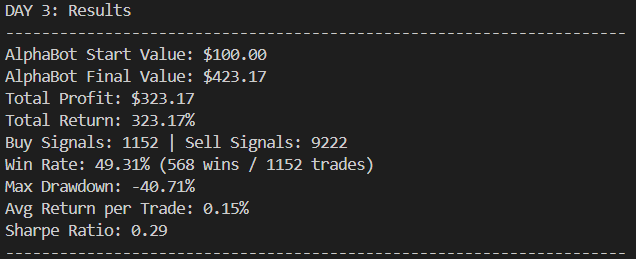 DAY 3: Results
--------------------------------------------------------------------------
AlphaBot Start Value: $100.00
AlphaBot Final Value: $423.17
Total Profit: $323.17
Total Return: 323.17%
Buy Signals: 1152 | Sell Signals: 9222
Win Rate: 49.31% (568 wins / 1152 trades)
Max Drawdown: -40.71%
Avg Return per Trade: 0.15%
Sharpe Ratio: 0.29
--------------------------------------------------------------------------